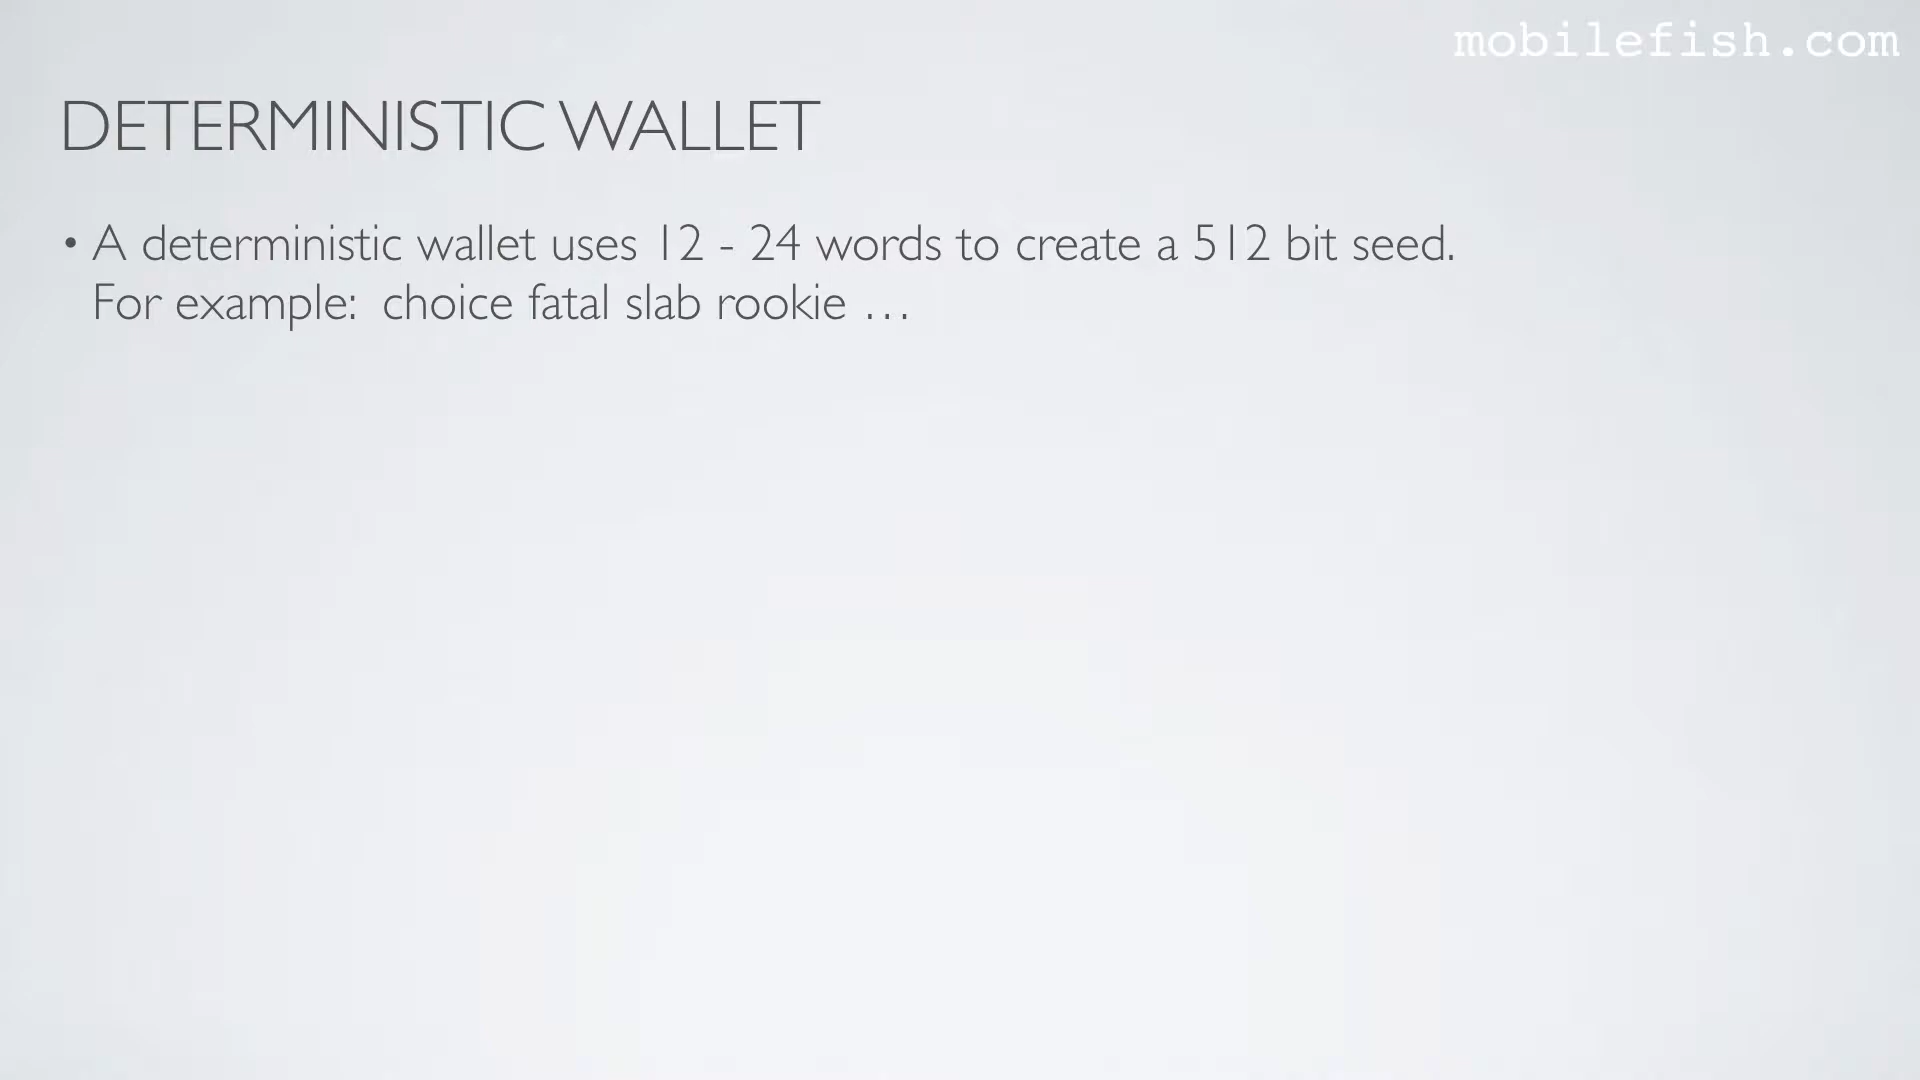 mobilefish.com
DETERMINISTIC WALLET
• A deterministic wallet uses 12 - 24 words to create a 512 bit seed.
For example: choice fatal slab rookie …